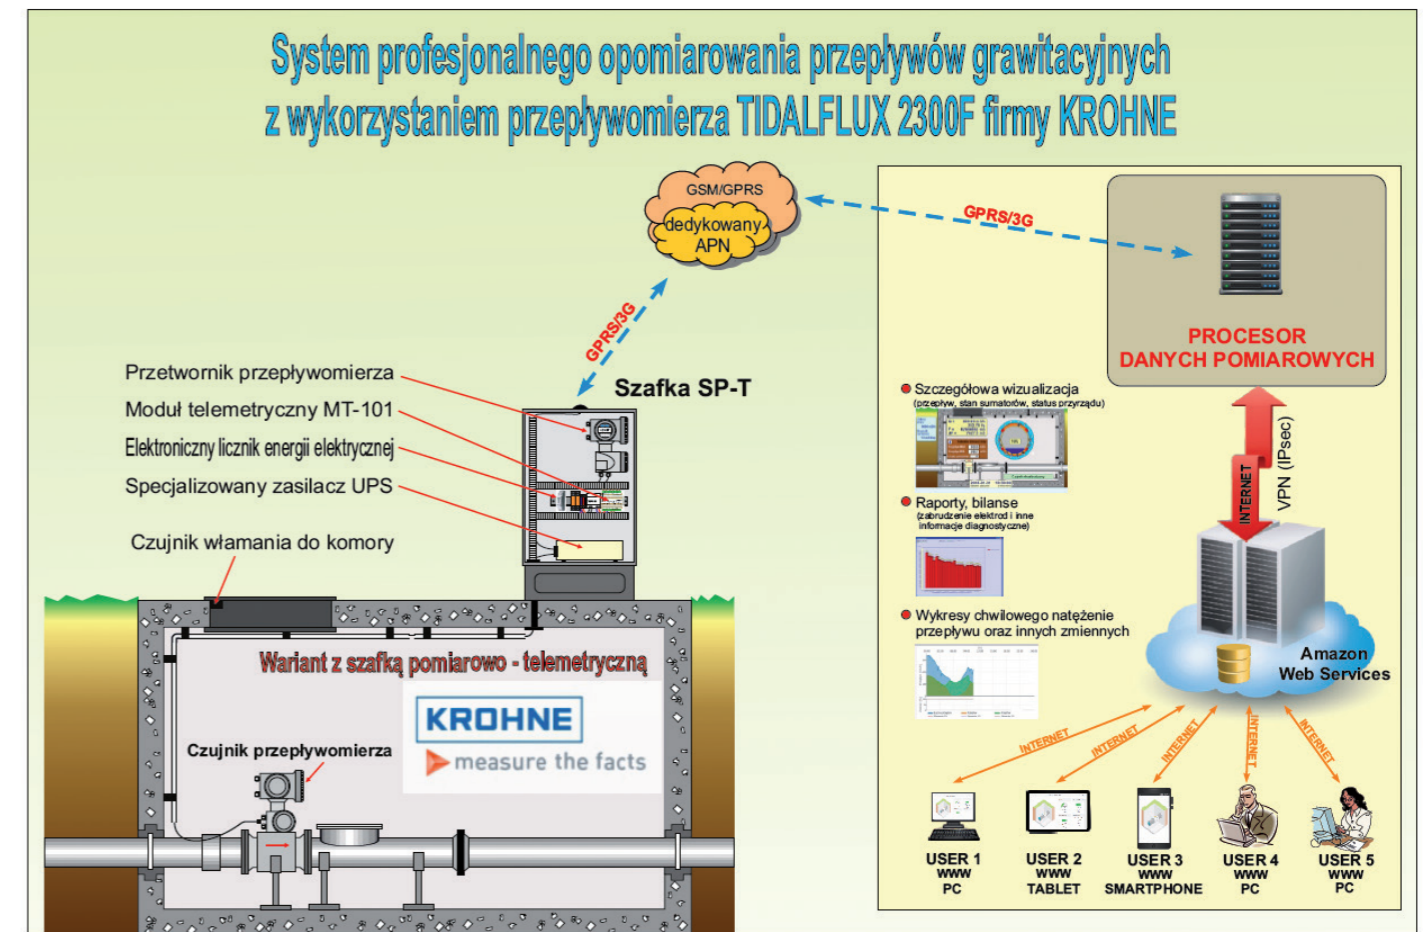 System profesjonalnego opomiarowania przepływów grawitacyjnych
z wykorzystaniem przepływomierza TIDALFLUX 2300F firmy KROHNE
GSM/GPRS
dedykowany
APN
GPRS/3G
GPRS/3G
PROCESOR
DANYCH POMIAROWYCH
Szafka SP-T
Przetwornik przepływomierza
Moduł telemetryczny MT-101
Elektroniczny licznik energii elektrycznej
Specjalizowany zasilacz UPS
Czujnik włamania do komory
Wariant z szafką pomiarowo - telemetryczną
KROHNE
measure the facts
Czujnik przepływomierza
Szczegółowa wizualizacja
(przepływ, stan sumatorów, status przyrządu)
Raporty, bilanse
(zabrudzenie elektrod i inne
informacje diagnostyczne)
Wykresy chwilowego natężenie
przepływu oraz innych zmiennych
INTERNET
VPN (IPsec)
Amazon
Web Services
INTERNET
INTERNET
INTERNET
INTERNET
INTERNET
USER 1
WWW
PC
USER 2
WWW
TABLET
USER 3
WWW
SMARTPHONE
USER 4
WWW
PC
USER 5
WWW
PC